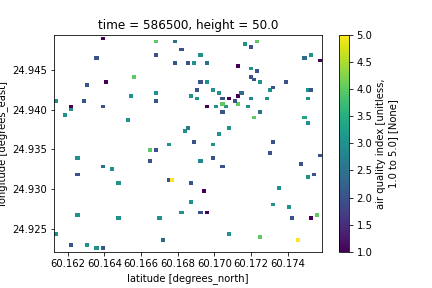 time = 586500, height = 50.0
24.945
24.940
24.935
24.930
24.925
longitude [degrees_east]
60.162 60.164 60.166 60.168 60.170 60.172 60.174
latitude [degrees_north]
5.0
4.5
4.0
3.5
3.0
2.5
2.0
1.5
1.0
air quality index [unitless,
1.0 to 5.0] [None]